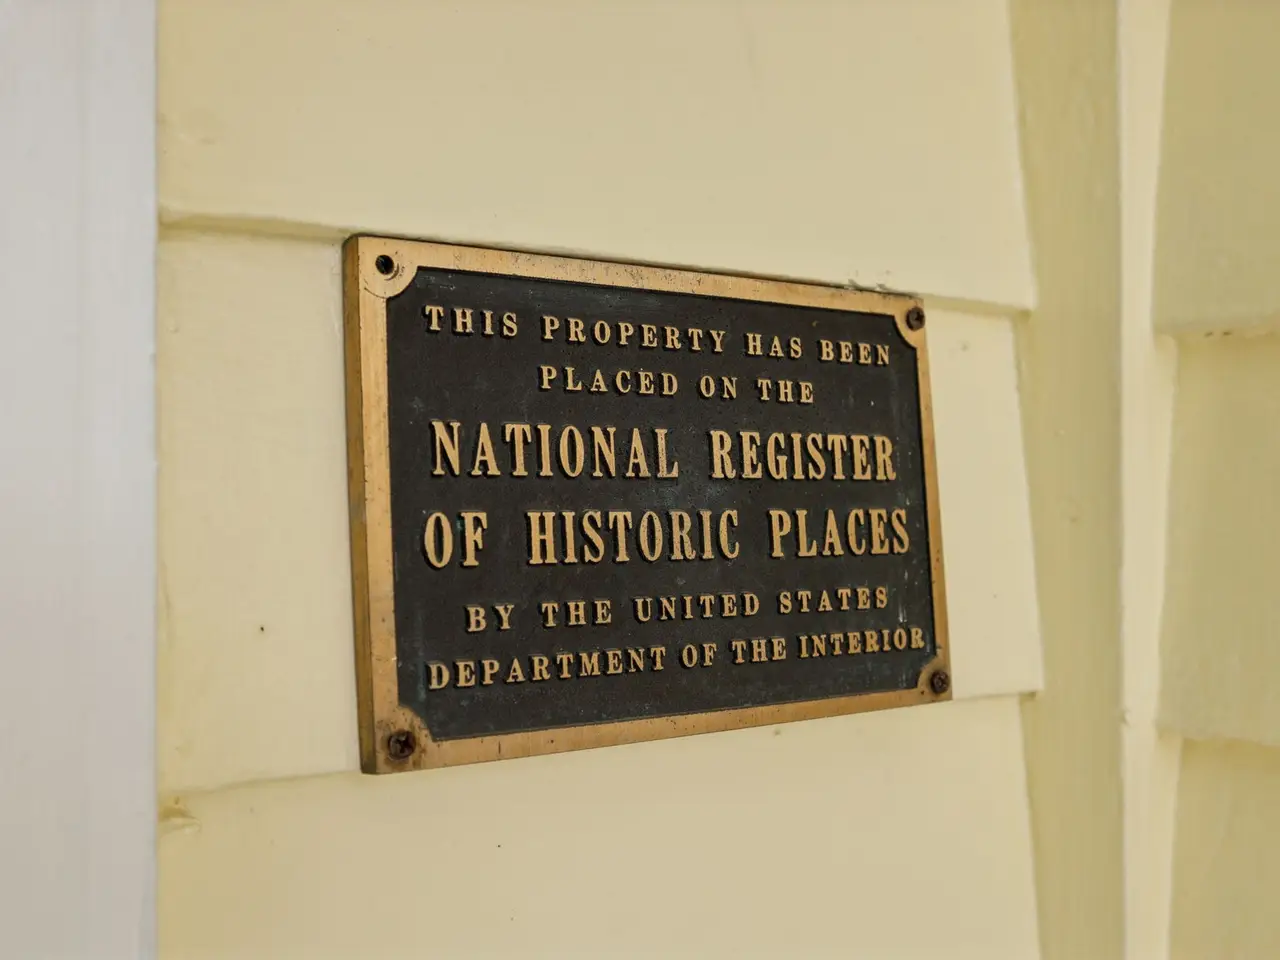 THIS PROPERTY HAS BEEN
PLACED ON THE
NATIONAL REGISTER
OF HISTORIC PLACES
BY THE UNITED STATES
DEPARTMENT OF THE INTERIOR